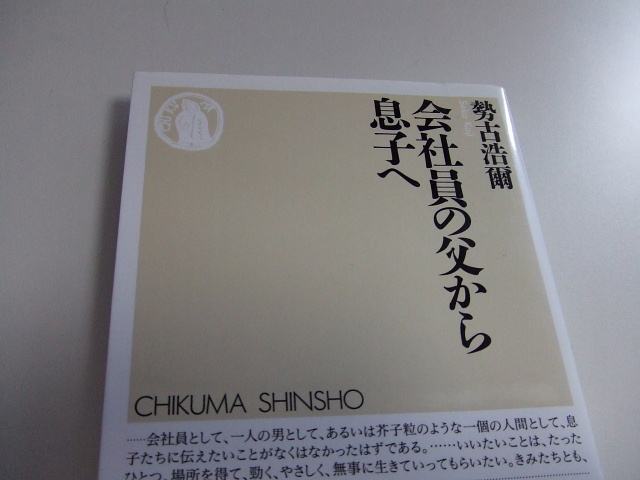 勢古浩爾
会社員の父から
息子へ
CHIKUMA SHINSHO
……会社員として、一人の男として、あるいは芥子粒のような一個の人間として、息
子たちに伝えたいことがなくはなかったはずである。……いいたいことは、たった
ひとつ。場所を得て、勁く、やさしく、無事に生きていってもらいたい。きみたちとも、